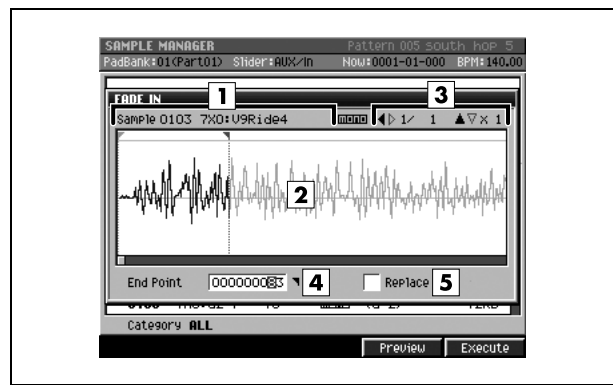 SAMPLE MANAGER Pattern 005 south hop 5
PadBank:01(Part01) Slider:AUX/In Now:0001-01-000 BPM:140.00
FADE IN
1 3
Sample 0103 7X0:U9Ride4 mono 1/ 1 x 1
2
End Point 0000000083 4 Replace 5
Category ALL
Preview Execute